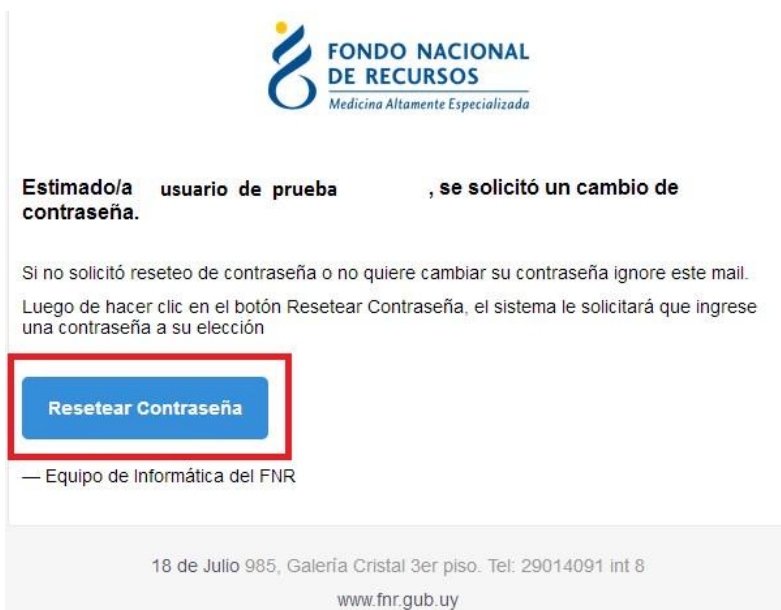 FONDO NACIONAL
DE RECURSOS
Medicina Altamente Especializada
Estimado/a usuario de prueba , se solicitó un cambio de
contraseña.
Si no solicitó reseteo de contraseña o no quiere cambiar su contraseña ignore este mail.
Luego de hacer clic en el botón Resetear Contraseña, el sistema le solicitará que ingrese
una contraseña a su elección
Resetear Contraseña
— Equipo de Informática del FNR
18 de Julio 985, Galería Cristal 3er piso. Tel: 29014091 int 8
www.fnr.gub.uy